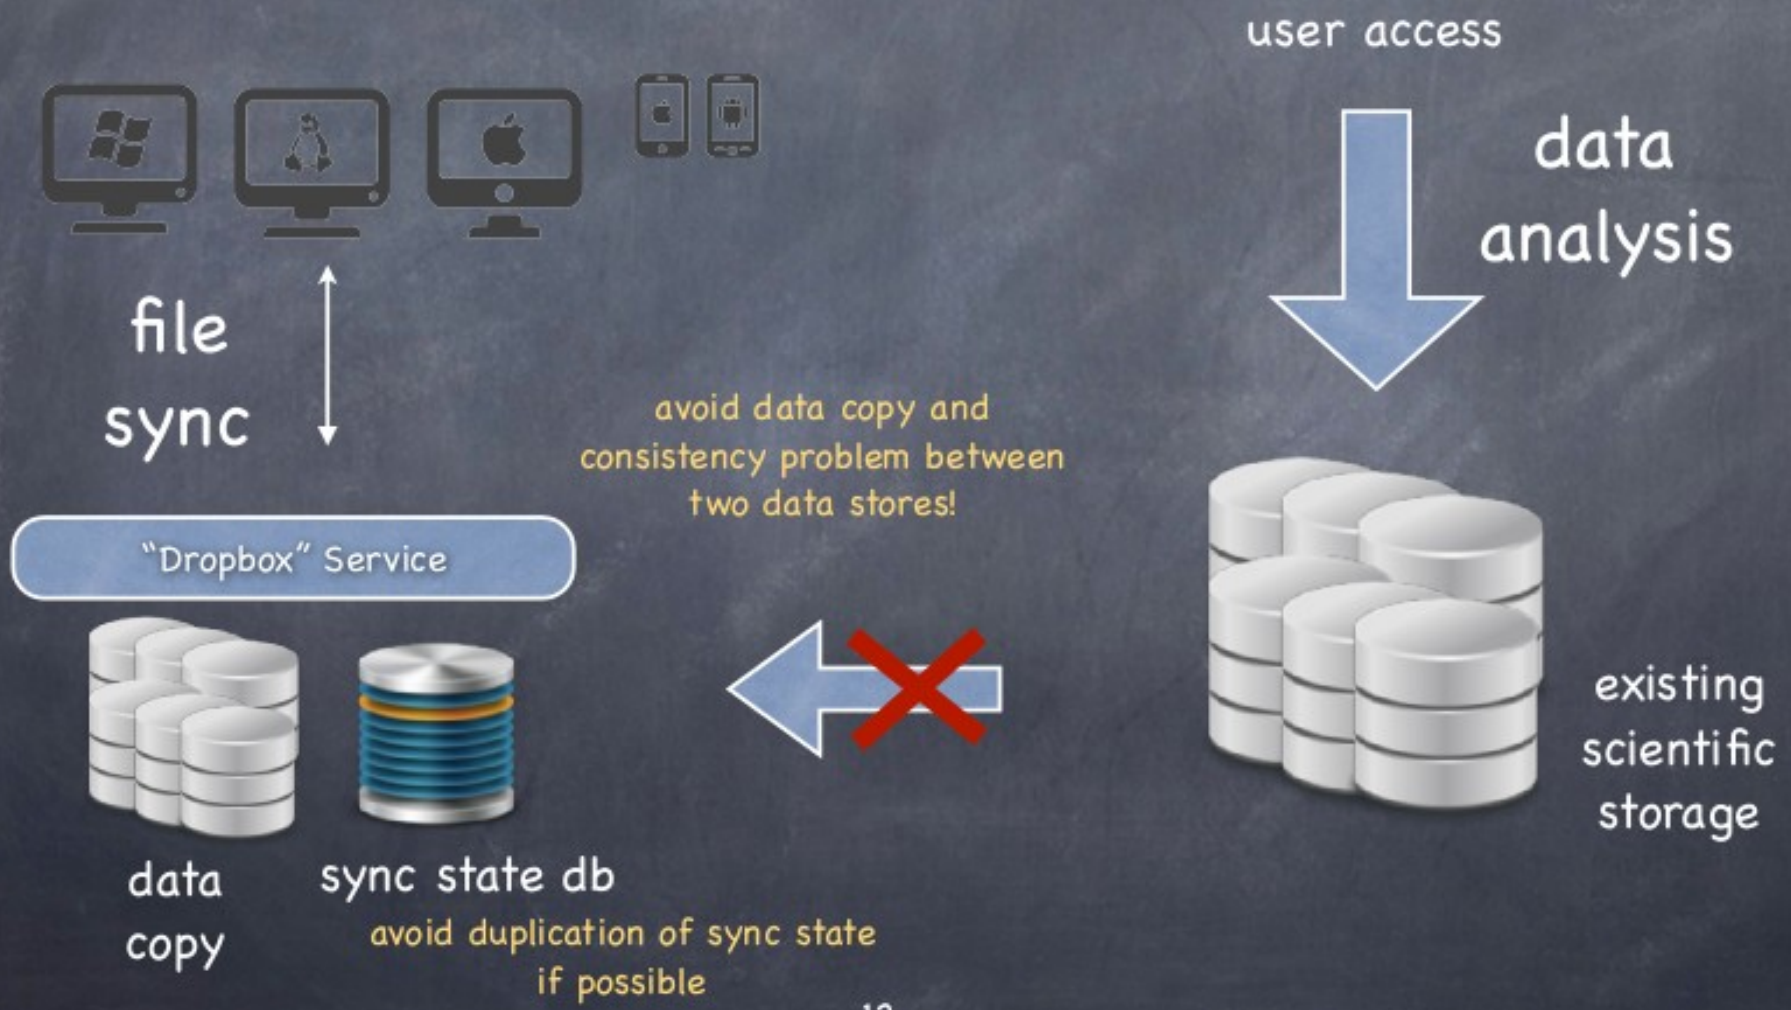 user access
data
analysis
file
sync
avoid data copy and
consistency problem between
two data stores!
“Dropbox” Service
existing
scientific
storage
data
copy
sync state db
avoid duplication of sync state
if possible